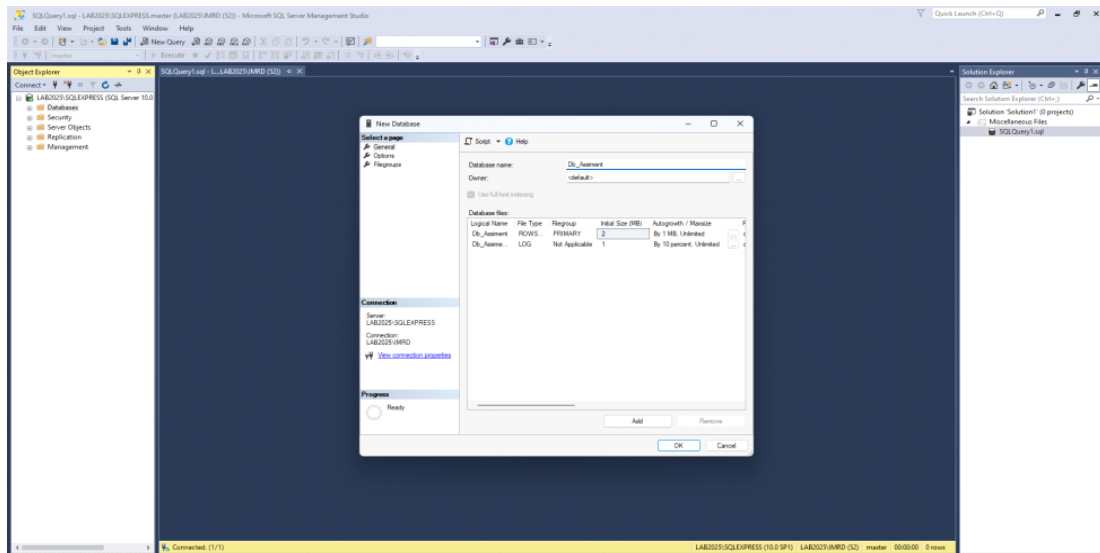 SQLQuery1.sql - LAB2025\SQLEXPRESS.master (LAB2025\IMRD (52)) - Microsoft SQL Server Management Studio
Quick Launch (Ctrl+Q)
File Edit View Project Tools Window Help
New Query
master
Execute
Object Explorer
SQLQuery1.sql - L...LAB2025\IMRD (52))
Solution Explorer
Connect
Search Solution Explorer (Ctrl+;)
LAB2025\SQLEXPRESS (SQL Server 10.0
Databases
Security
Server Objects
Replication
Management
Solution 'Solution1' (0 projects)
Miscellaneous Files
SQLQuery1.sql
New Database
Select a page
General
Options
Filegroups
Script Help
Database name: Db_Assiment
Owner: <default> ...
Use full-text indexing
Database files:
Logical Name File Type Filegroup Initial Size (MB) Autogrowth / Maxsize
Db_Assiment ROWS... PRIMARY 2 By 1 MB, Unlimited ...
Db_Assime... LOG Not Applicable 1 By 10 percent, Unlimited ...
Connection
Server:
LAB2025\SQLEXPRESS
Connection:
LAB2025\IMRD
View connection properties
Progress
Ready
Add Remove
OK Cancel
Connected. (1/1)
LAB2025\SQLEXPRESS (10.0 SP1) LAB2025\IMRD (52) master 00:00:00 0 rows